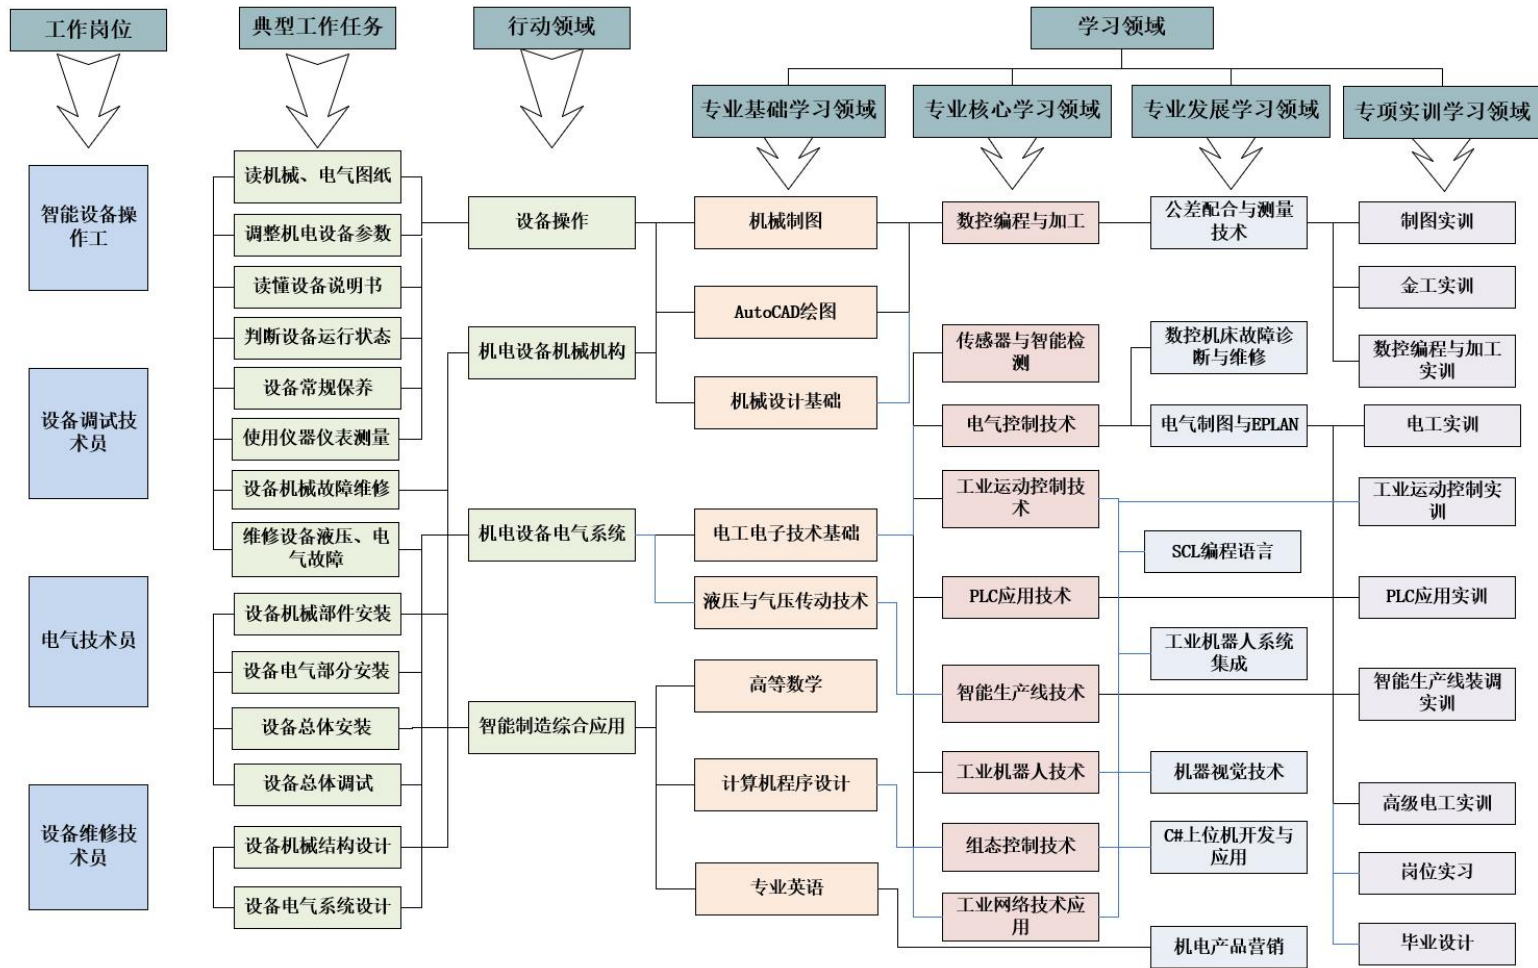 工作岗位
典型工作任务
行动领域
学习领域
专业基础学习领域
专业核心学习领域
专业发展学习领域
专项实训学习领域
智能设备操
作工
设备调试技
术员
电气技术员
设备维修技
术员
读机械、电气图纸
调整机电设备参数
读懂设备说明书
判断设备运行状态
设备常规保养
使用仪器仪表测量
设备机械故障维修
维修设备液压、电
气故障
设备机械部件安装
设备电气部分安装
设备总体安装
设备总体调试
设备机械结构设计
设备电气系统设计
设备操作
机电设备机械机构
机电设备电气系统
智能制造综合应用
机械制图
AutoCAD绘图
机械设计基础
电工电子技术基础
液压与气压传动技术
高等数学
计算机程序设计
专业英语
数控编程与加工
传感器与智能检
测
电气控制技术
工业运动控制技
术
PLC应用技术
智能生产线技术
工业机器人技术
组态控制技术
工业网络技术应
用
公差配合与测量
技术
数控机床故障诊
断与维修
电气制图与EPLAN
SCL编程语言
工业机器人系统
集成
机器视觉技术
C#上位机开发与
应用
机电产品营销
制图实训
金工实训
数控编程与加工
实训
电工实训
工业运动控制实
训
PLC应用实训
智能生产线装调
实训
高级电工实训
岗位实习
毕业设计